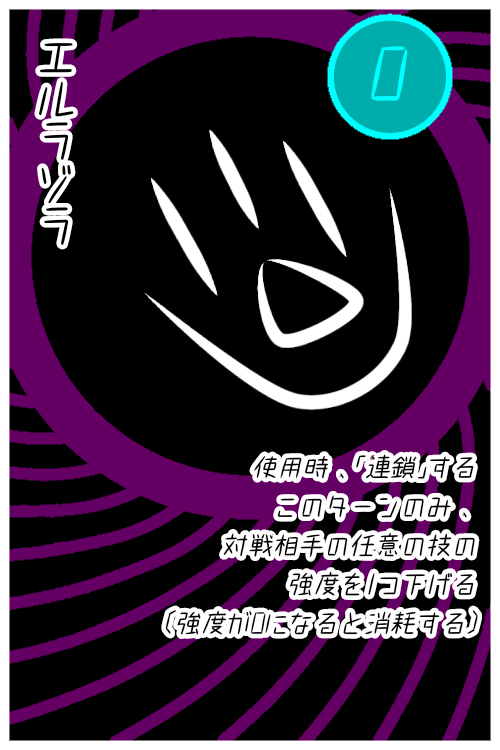 エルラゾラ
0
使用時、「連鎖」する
このターンのみ、
対戦相手の任意の技の
強度を1つ下げる
(強度が0になると消耗する)